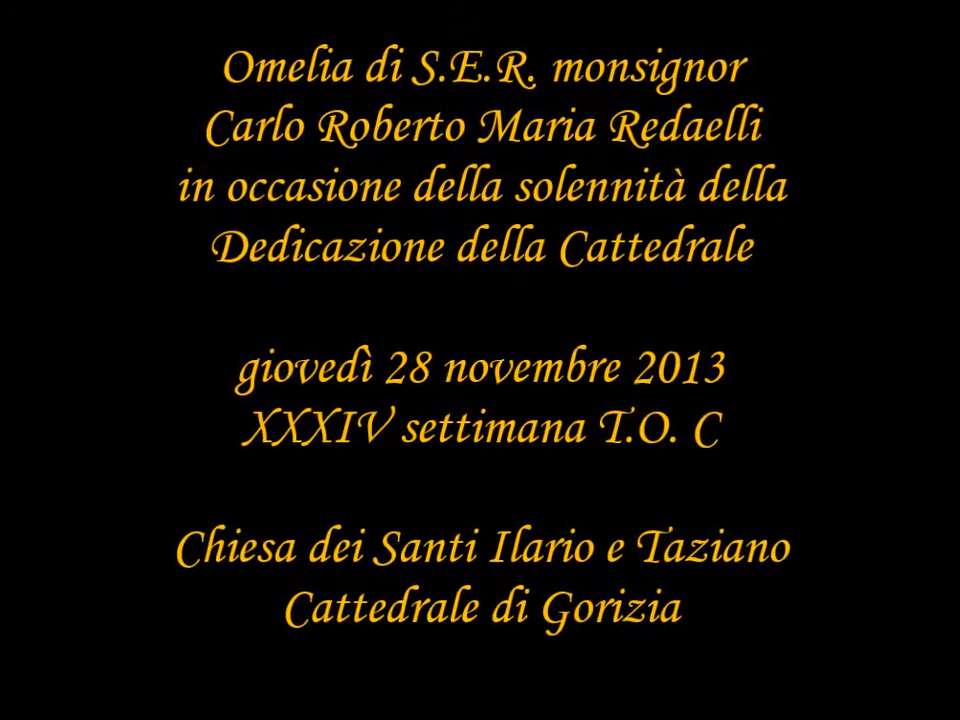 Omelia di S.E.R. monsignor
Carlo Roberto Maria Redaelli
in occasione della solennità della
Dedicazione della Cattedrale
giovedì 28 novembre 2013
XXXIV settimana T.O. C
Chiesa dei Santi Ilario e Taziano
Cattedrale di Gorizia